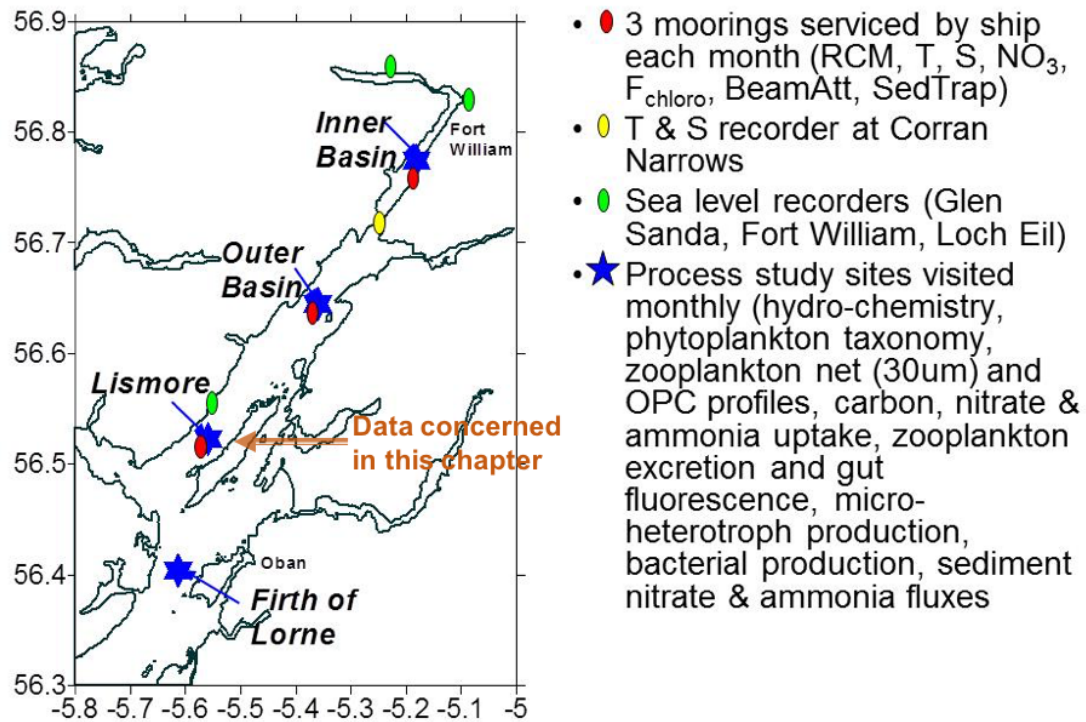 56.9
56.8
56.7
56.6
56.5
56.4
56.3
-5.8 -5.7 -5.6 -5.5 -5.4 -5.3 -5.2 -5.1 -5
Inner
Basin
Fort
William
Outer
Basin
Lismore
Data concerned
in this chapter
Oban
Firth of
Lorne
• 3 moorings serviced by ship
each month (RCM, T, S, NO₃,
F_chloro, BeamAtt, SedTrap)
• T & S recorder at Corran
Narrows
• Sea level recorders (Glen
Sanda, Fort William, Loch Eil)
• Process study sites visited
monthly (hydro-chemistry,
phytoplankton taxonomy,
zooplankton net (30um) and
OPC profiles, carbon, nitrate &
ammonia uptake, zooplankton
excretion and gut
fluorescence, micro-
heterotroph production,
bacterial production, sediment
nitrate & ammonia fluxes